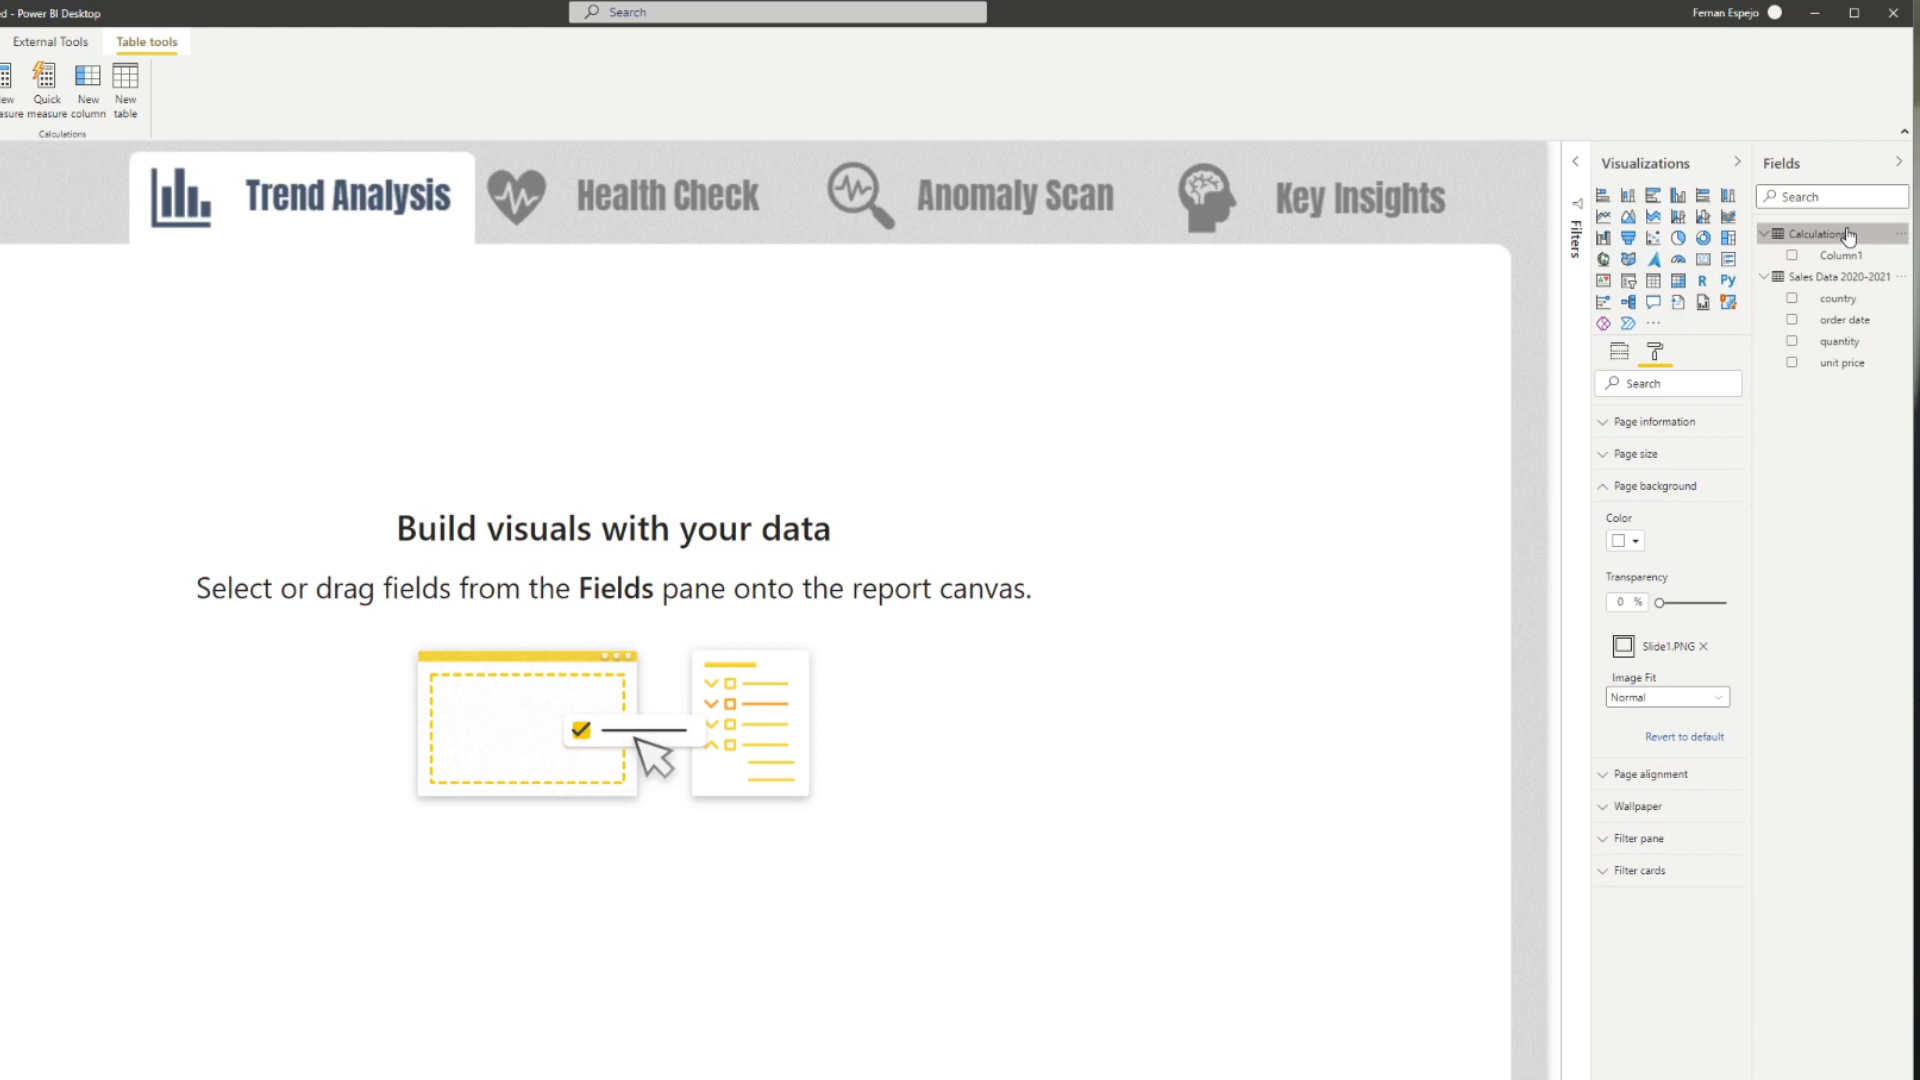 d - Power BI Desktop
Search
Fernan Espejo
External Tools
Table tools
Quick measure
New column
New table
Calculations
Trend Analysis
Health Check
Anomaly Scan
Key Insights
Filters
Visualizations
Fields
Search
Calculations
Column1
Sales Data 2020-2021
country
order date
quantity
unit price
R
Py
Search
Page information
Page size
Page background
Color
Transparency
0 %
Slide1.PNG
Image Fit
Normal
Revert to default
Page alignment
Wallpaper
Filter pane
Filter cards
Build visuals with your data
Select or drag fields from the Fields pane onto the report canvas.